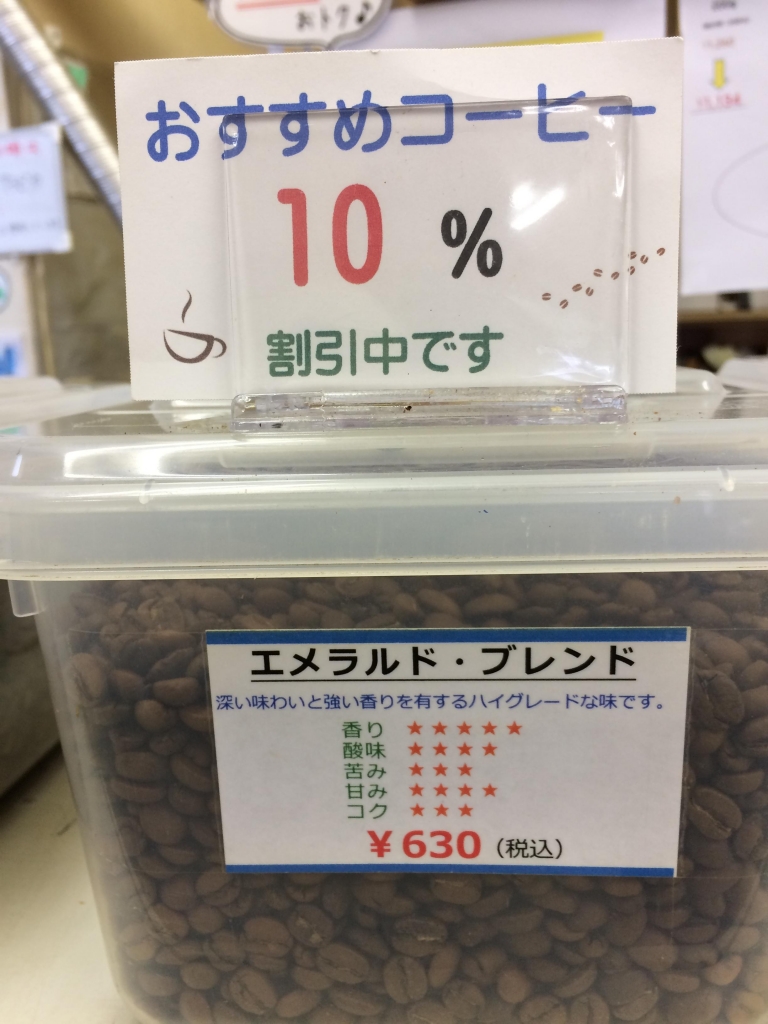 おトク♪
おすすめコーヒー
10 %
割引中です
エメラルド・ブレンド
深い味わいと強い香りを有するハイグレードな味です。
香り ★★★★★
酸味 ★★★★
苦み ★★★
甘み ★★★★
コク ★★★
¥630(税込)